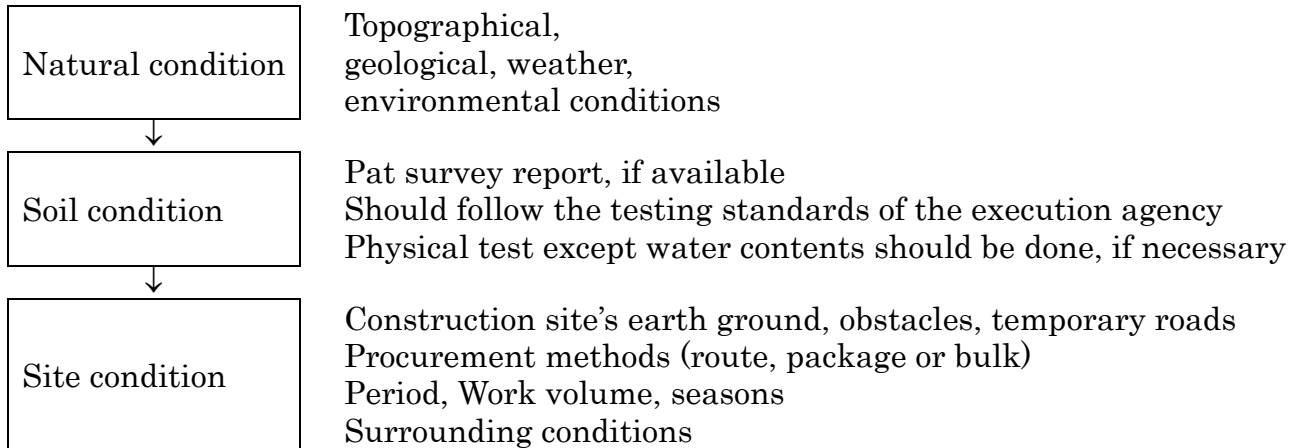 Natural condition
Topographical,
geological, weather,
environmental conditions
↓
Soil condition
Pat survey report, if available
Should follow the testing standards of the execution agency
Physical test except water contents should be done, if necessary
↓
Site condition
Construction site’s earth ground, obstacles, temporary roads
Procurement methods (route, package or bulk)
Period, Work volume, seasons
Surrounding conditions